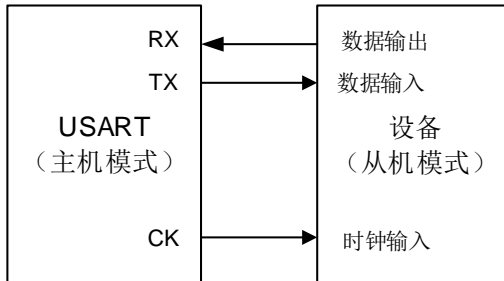 RX
数据输出
TX
数据输入
USART
（主机模式）
设备
（从机模式）
CK
时钟输入